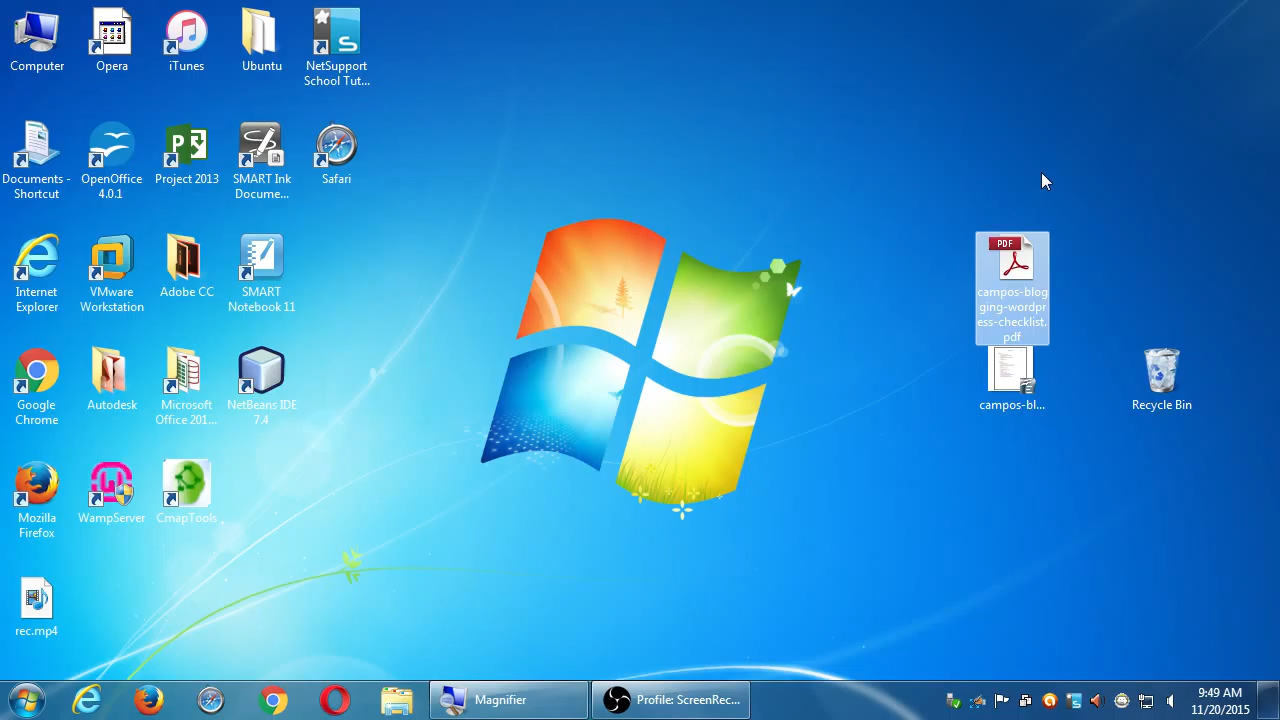 Computer
Opera
iTunes
Ubuntu
NetSupport
School Tut...
Documents -
Shortcut
OpenOffice
4.0.1
Project 2013
SMART Ink
Docume...
Safari
Internet
Explorer
VMware
Workstation
Adobe CC
SMART
Notebook 11
PDF
campos-blog
ging-wordpr
ess-checklist.
pdf
Google
Chrome
Autodesk
Microsoft
Office 201...
NetBeans IDE
7.4
campos-bl...
Recycle Bin
Mozilla
Firefox
WampServer
CmapTools
rec.mp4
Magnifier
Profile: ScreenRec...
9:49 AM
11/20/2015